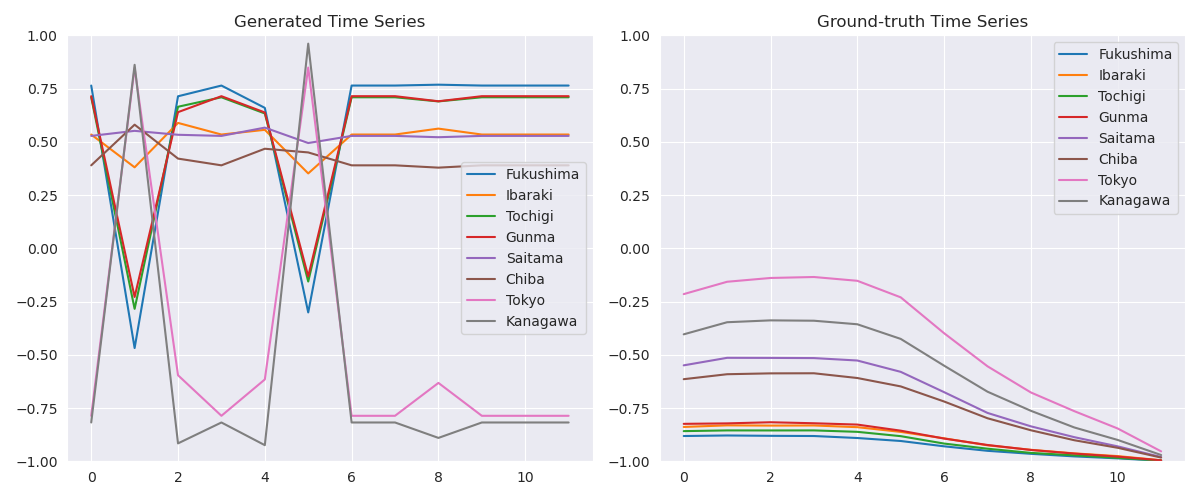 Generated Time Series
1.00
0.75
0.50
0.25
0.00
−0.25
−0.50
−0.75
−1.00
0 2 4 6 8 10
Fukushima
Ibaraki
Tochigi
Gunma
Saitama
Chiba
Tokyo
Kanagawa
Ground-truth Time Series
1.00
0.75
0.50
0.25
0.00
−0.25
−0.50
−0.75
−1.00
0 2 4 6 8 10
Fukushima
Ibaraki
Tochigi
Gunma
Saitama
Chiba
Tokyo
Kanagawa